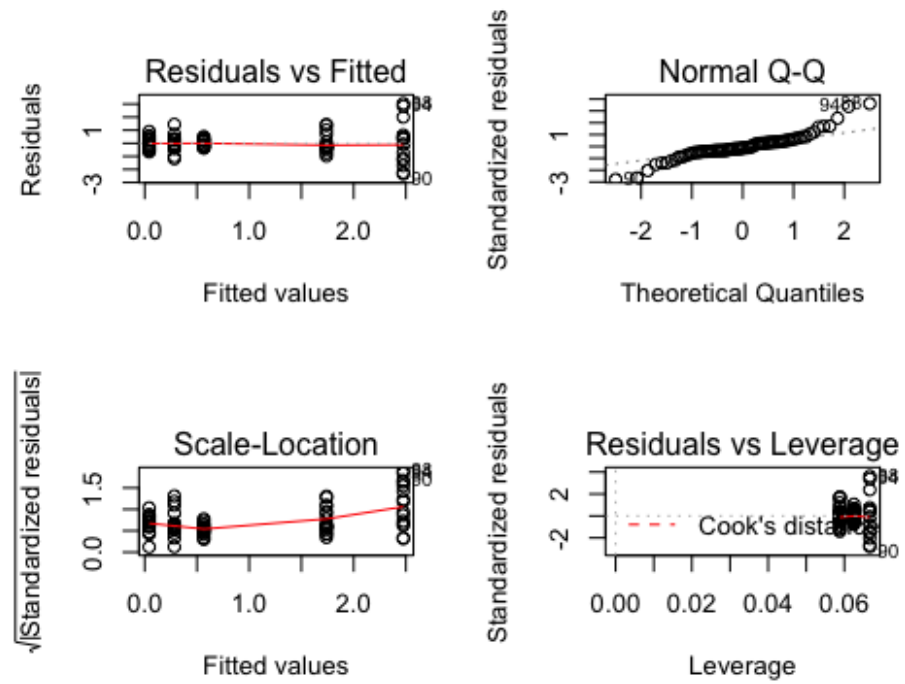 Residuals vs Fitted
Residuals
1
-3
90
0.0 1.0 2.0
Fitted values
Normal Q-Q
Standardized residuals
1
-3
-2 -1 0 1 2
Theoretical Quantiles
Scale-Location
√|Standardized residuals|
1.5
0.0
0.0 1.0 2.0
Fitted values
Residuals vs Leverage
Standardized residuals
2
-2
Cook's dista
90
0.00 0.02 0.04 0.06
Leverage